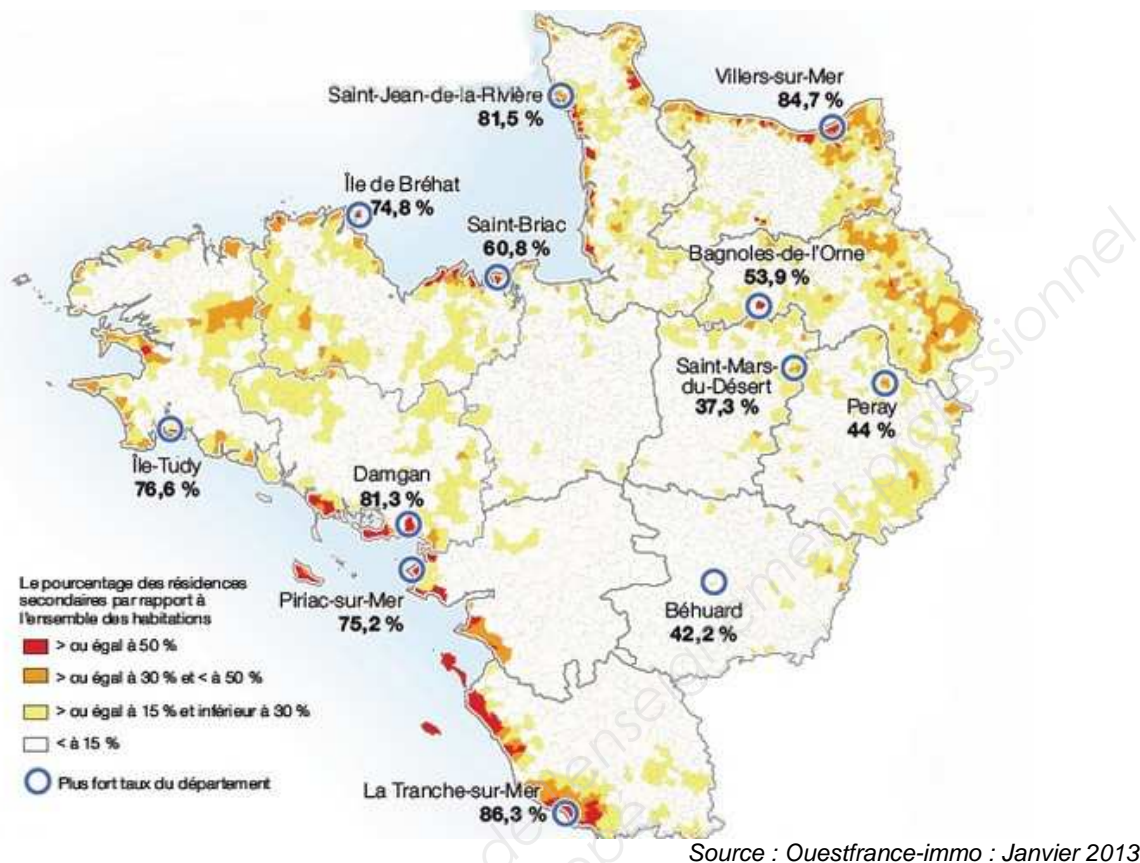 Villers-sur-Mer
84,7 %
Saint-Jean-de-la-Rivière
81,5 %
Île de Bréhat
74,8 %
Saint-Briac
60,8 %
Bagnoles-de-l'Orne
53,9 %
Saint-Mars-
du-Désert
37,3 %
Peray
44 %
Île-Tudy
76,6 %
Damgan
81,3 %
Piriac-sur-Mer
75,2 %
Béhuard
42,2 %
La Tranche-sur-Mer
86,3 %
Le pourcentage des résidences
secondaires par rapport à
l'ensemble des habitations
> ou égal à 50 %
> ou égal à 30 % et < à 50 %
> ou égal à 15 % et inférieur à 30 %
< à 15 %
Plus fort taux du département
Source : Ouestfrance-immo : Janvier 2013